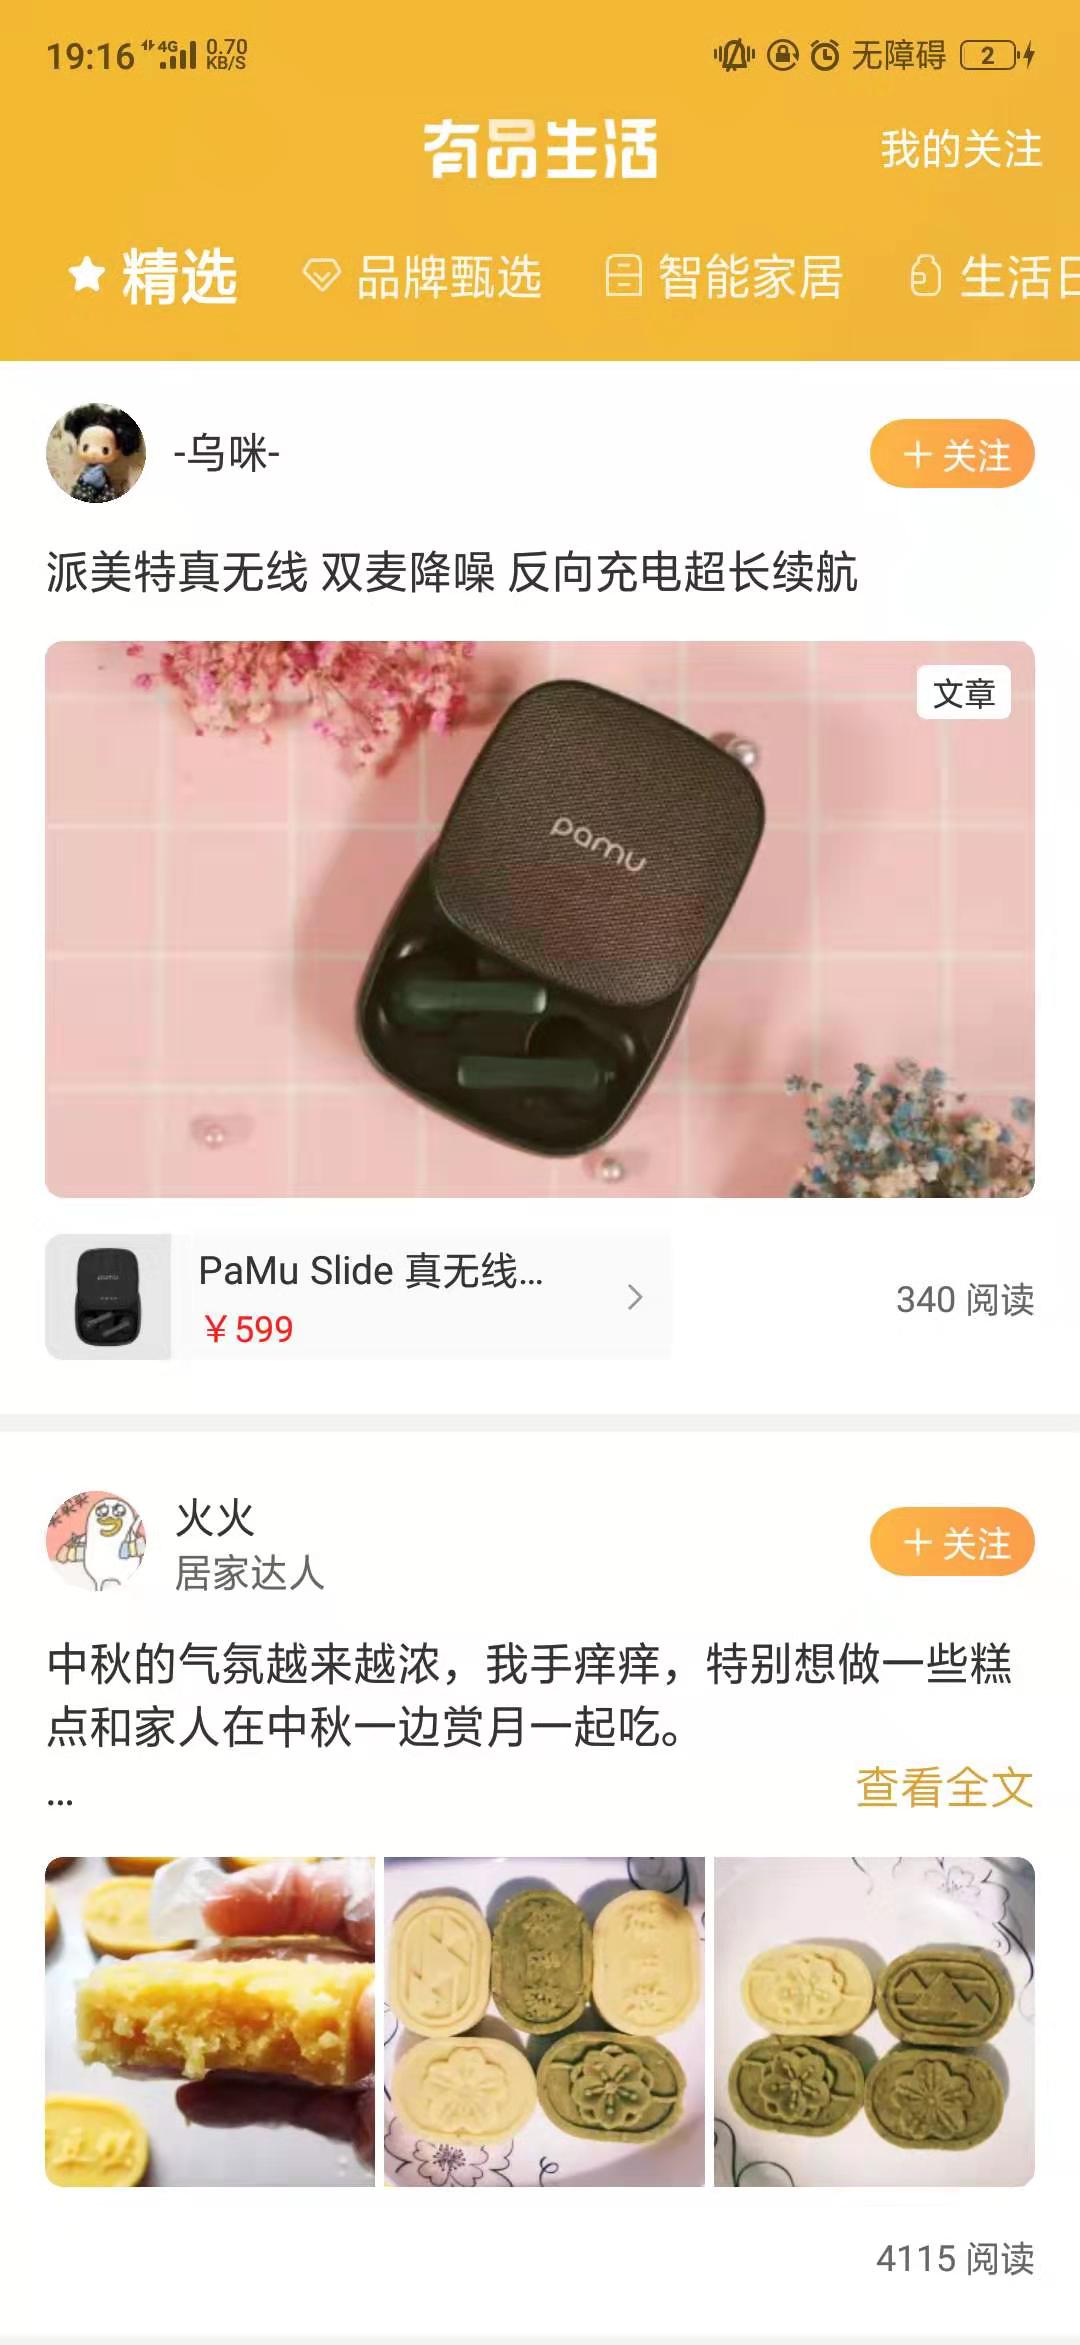 19:16 4G 0.70 KB/S 无障碍 2
有品生活
我的关注
精选 品牌甄选 智能家居 生活日
-乌咪-
+ 关注
派美特真无线 双麦降噪 反向充电超长续航
文章
pamu
PaMu Slide 真无线...
￥599
340 阅读
火火
居家达人
+ 关注
中秋的气氛越来越浓，我手痒痒，特别想做一些糕
点和家人在中秋一边赏月一起吃。
...
查看全文
4115 阅读